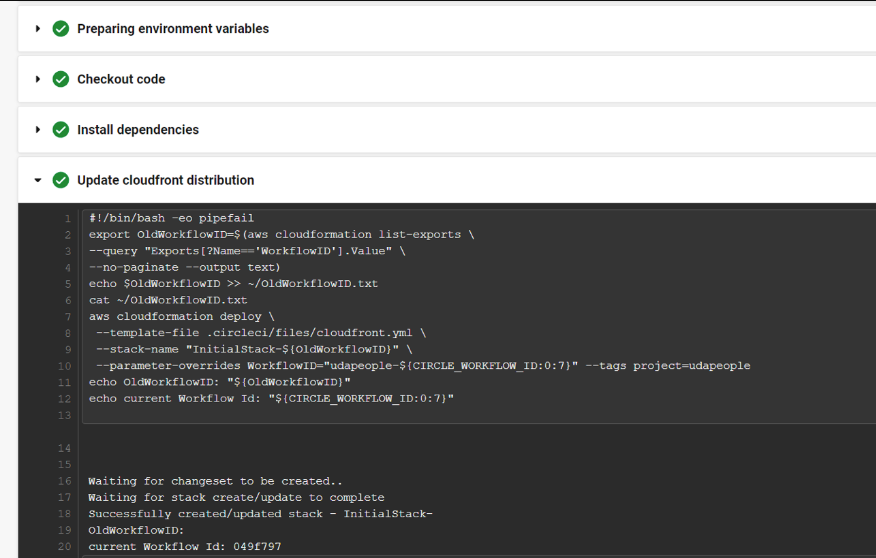 Preparing environment variables
Checkout code
Install dependencies
Update cloudfront distribution
1 #!/bin/bash -eo pipefail
2 export OldWorkflowID=$(aws cloudformation list-exports \
3 --query "Exports[?Name=='WorkflowID'].Value" \
4 --no-paginate --output text)
5 echo $OldWorkflowID >> ~/OldWorkflowID.txt
6 cat ~/OldWorkflowID.txt
7 aws cloudformation deploy \
8  --template-file .circleci/files/cloudfront.yml \
9  --stack-name "InitialStack-${OldWorkflowID}" \
10  --parameter-overrides WorkflowID="udapeople-${CIRCLE_WORKFLOW_ID:0:7}" --tags project=udapeople
11 echo OldWorkflowID: "${OldWorkflowID}"
12 echo current Workflow Id: "${CIRCLE_WORKFLOW_ID:0:7}"
13
14
15
16 Waiting for changeset to be created..
17 Waiting for stack create/update to complete
18 Successfully created/updated stack - InitialStack-
19 OldWorkflowID:
20 current Workflow Id: 049f797